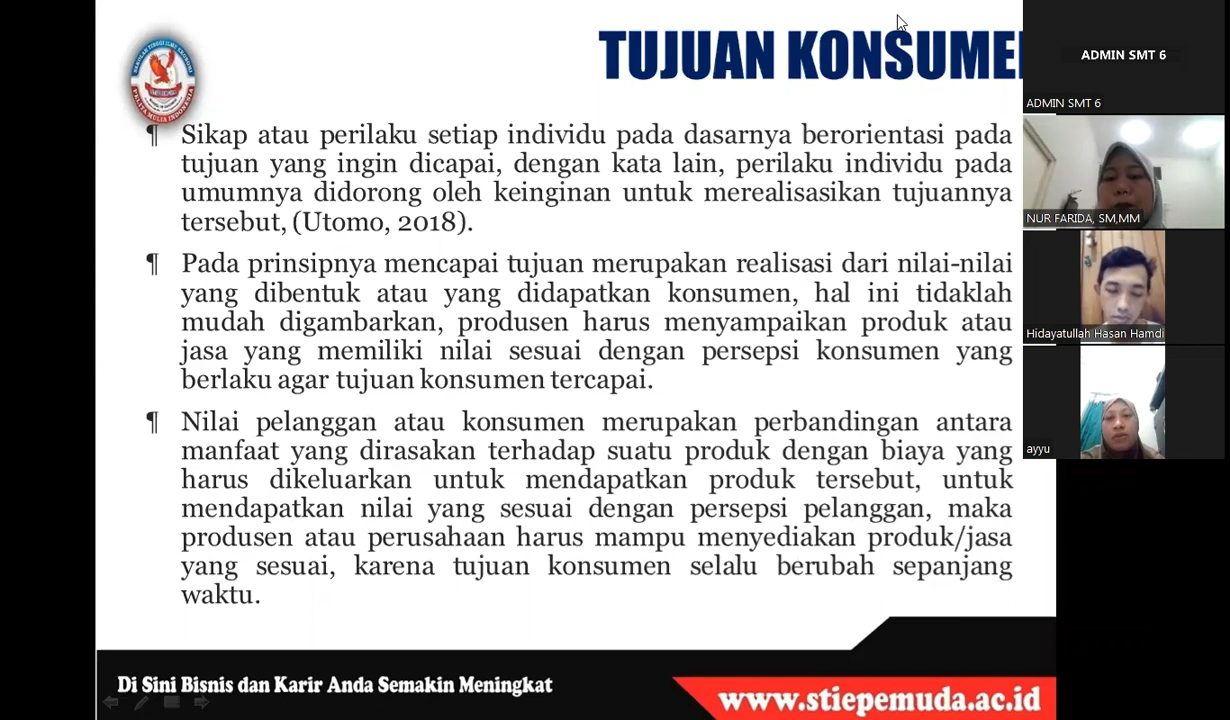 TUJUAN KONSUME
¶ Sikap atau perilaku setiap individu pada dasarnya berorientasi pada
tujuan yang ingin dicapai, dengan kata lain, perilaku individu pada
umumnya didorong oleh keinginan untuk merealisasikan tujuannya
tersebut, (Utomo, 2018).
¶ Pada prinsipnya mencapai tujuan merupakan realisasi dari nilai-nilai
yang dibentuk atau yang didapatkan konsumen, hal ini tidaklah
mudah digambarkan, produsen harus menyampaikan produk atau
jasa yang memiliki nilai sesuai dengan persepsi konsumen yang
berlaku agar tujuan konsumen tercapai.
¶ Nilai pelanggan atau konsumen merupakan perbandingan antara
manfaat yang dirasakan terhadap suatu produk dengan biaya yang
harus dikeluarkan untuk mendapatkan produk tersebut, untuk
mendapatkan nilai yang sesuai dengan persepsi pelanggan, maka
produsen atau perusahaan harus mampu menyediakan produk/jasa
yang sesuai, karena tujuan konsumen selalu berubah sepanjang
waktu.
Di Sini Bisnis dan Karir Anda Semakin Meningkat
www.stiepemuda.ac.id
ADMIN SMT 6
ADMIN SMT 6
NUR FARIDA, SM,MM
Hidayatullah Hasan Hamdi
ayyu